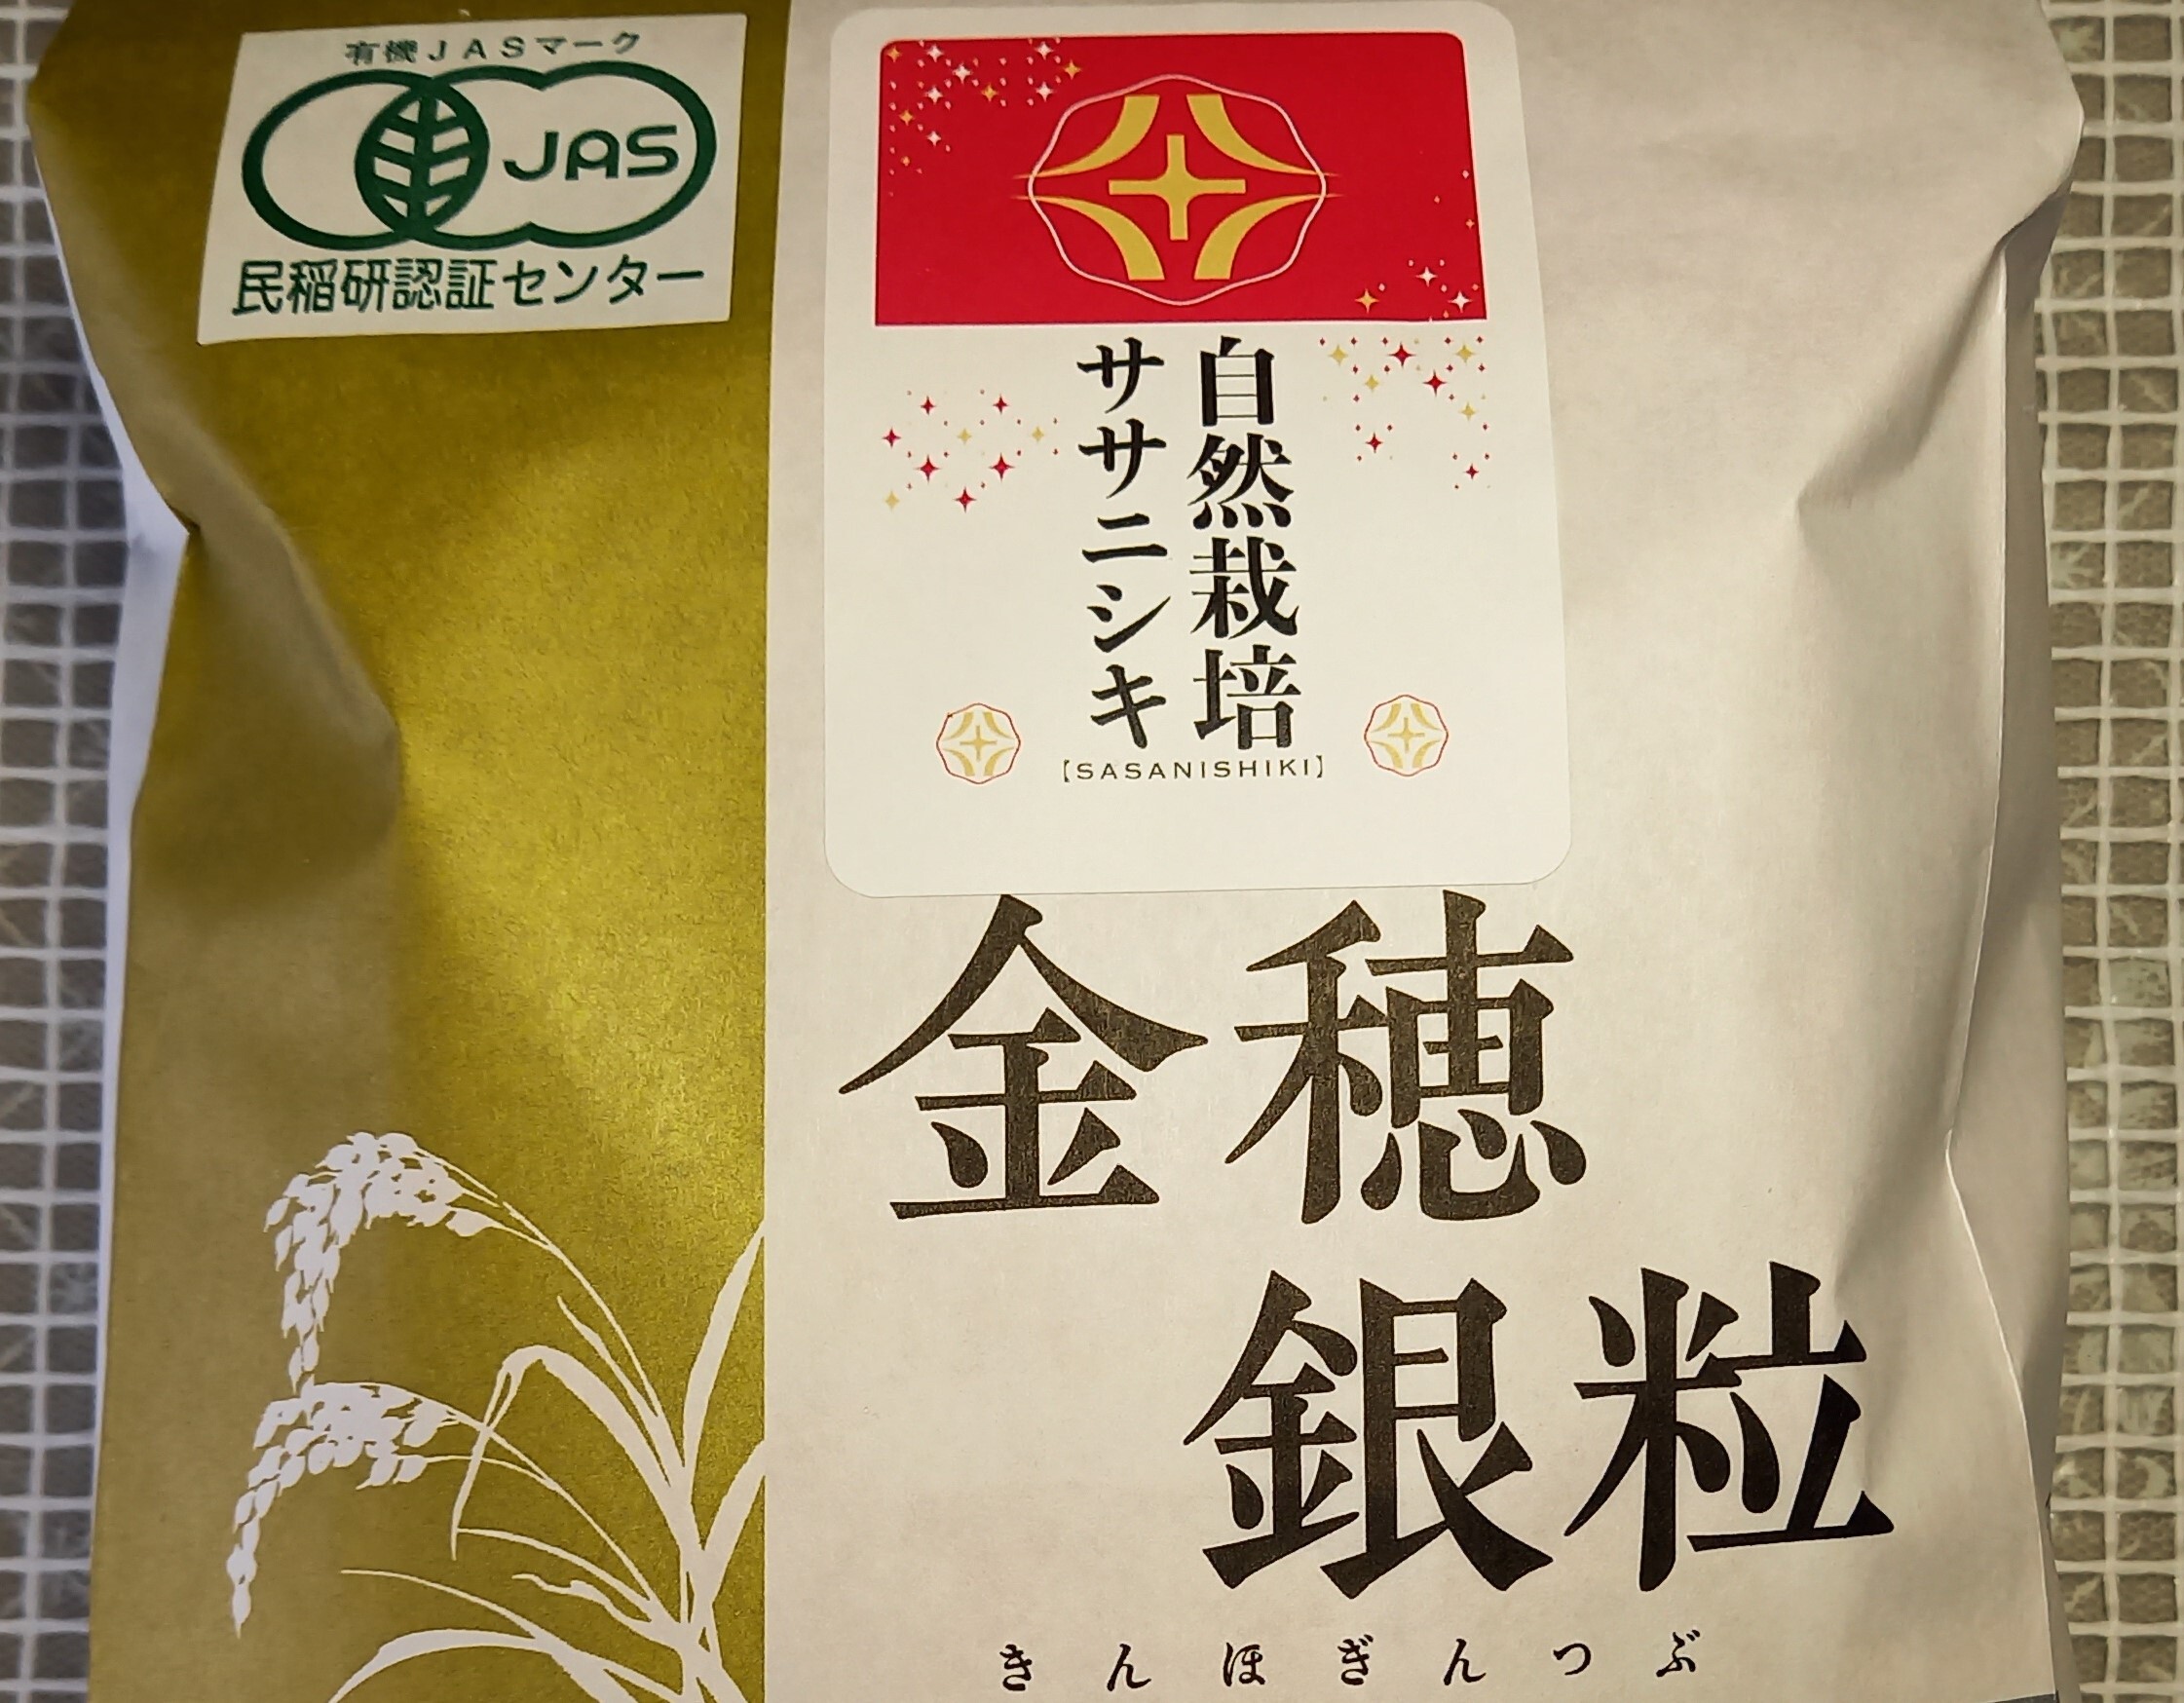 有機JASマーク
JAS
民稲研認証センター
自然栽培
ササニシキ
【SASANISHIKI】
金穂
銀粒
きんほぎんつぶ